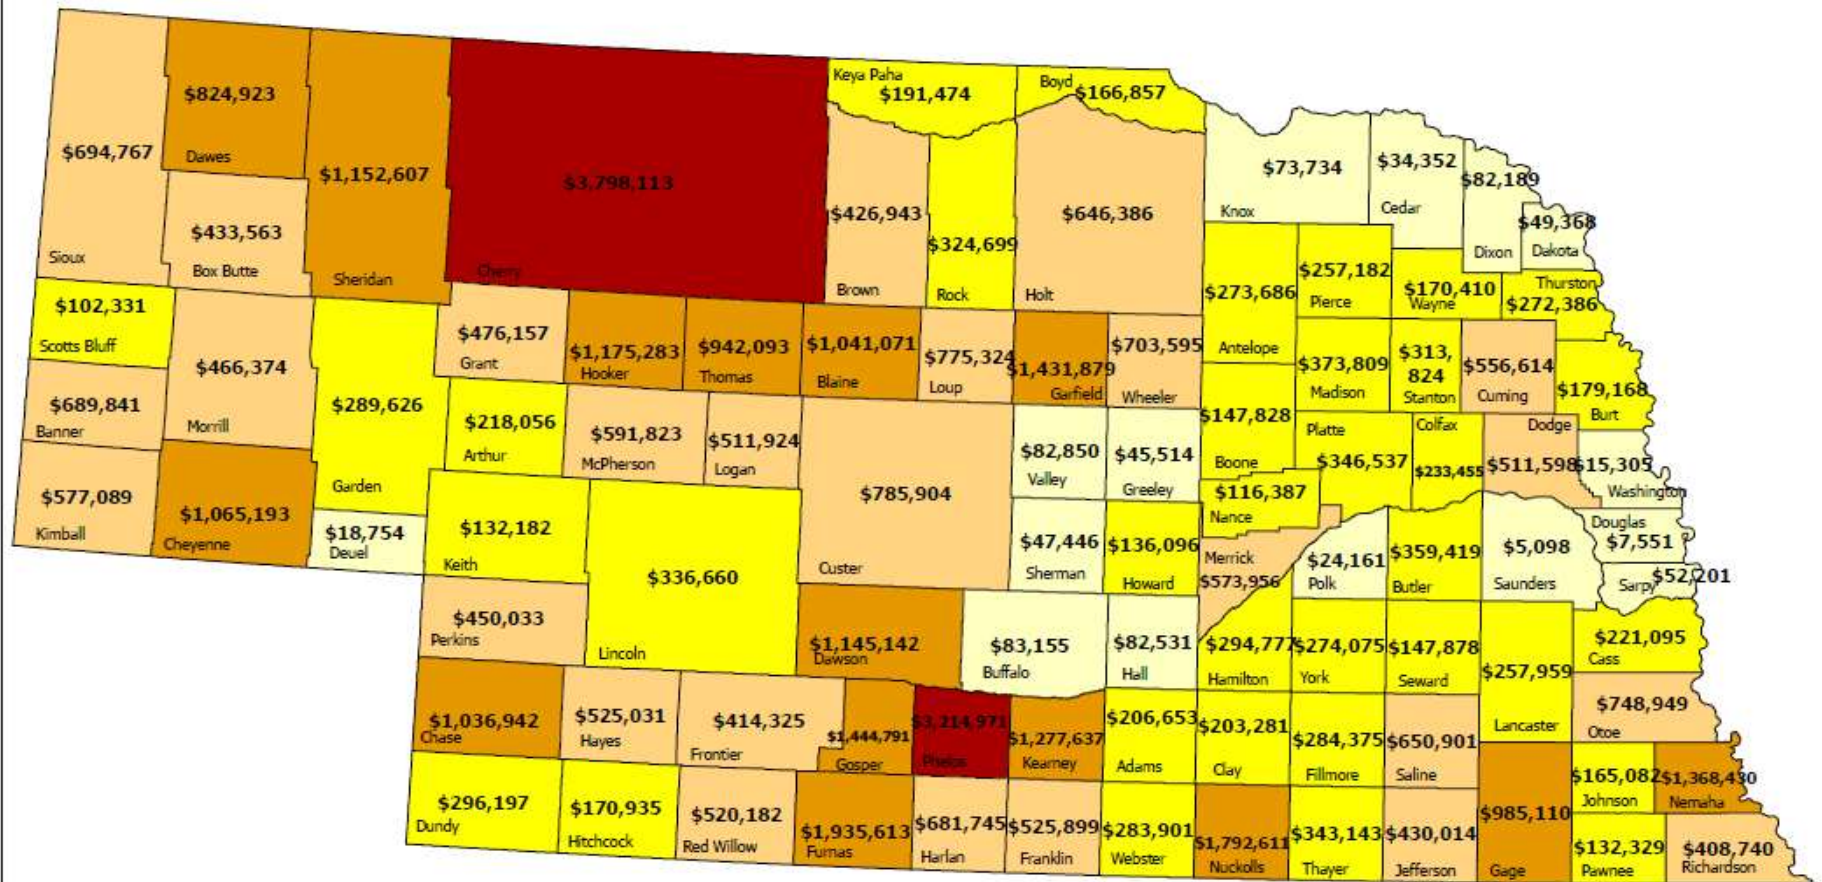 Keya Paha
$191,474
Boyd
$166,857
$824,923
Dawes
$694,767
Sioux
$1,152,607
Sheridan
$3,798,113
Cherry
$433,563
Box Butte
$426,943
Brown
$324,699
Rock
$646,386
Holt
$73,734
Knox
$34,352
Cedar
$82,189
Dixon
$49,368
Dakota
$102,331
Scotts Bluff
$466,374
Morrill
$289,626
Garden
$476,157
Grant
$1,175,283
Hooker
$942,093
Thomas
$1,041,071
Blaine
$775,324
Loup
$1,431,879
Garfield
$703,595
Wheeler
$273,686
Antelope
$257,182
Pierce
$170,410
Wayne
Thurston
$272,386
$689,841
Banner
$218,056
Arthur
$591,823
McPherson
$511,924
Logan
$785,904
Custer
$82,850
Valley
$45,514
Greeley
$147,828
Boone
$373,809
Madison
$313,
824
Stanton
$556,614
Cuming
$179,168
Burt
$577,089
Kimball
$1,065,193
Cheyenne
$18,754
Deuel
$132,182
Keith
$336,660
Lincoln
$47,446
Sherman
$136,096
Howard
$116,387
Nance
Platte
$346,537
Colfax
$233,455
Dodge
$511,598
$15,305
Washington
Merrick
$573,956
$24,161
Polk
$359,419
Butler
$5,098
Saunders
Douglas
$7,551
Sarpy
$52,201
$450,033
Perkins
$1,145,142
Dawson
$83,155
Buffalo
$82,531
Hall
$294,777
Hamilton
$274,075
York
$147,878
Seward
$257,959
Lancaster
$221,095
Cass
$748,949
Otoe
$1,036,942
Chase
$525,031
Hayes
$414,325
Frontier
$1,444,791
Gosper
$3,214,971
Phelps
$1,277,637
Kearney
$206,653
Adams
$203,281
Clay
$284,375
Fillmore
$650,901
Saline
$985,110
Gage
$165,082
Johnson
$1,368,430
Nemaha
$296,197
Dundy
$170,935
Hitchcock
$520,182
Red Willow
$1,935,613
Furnas
$681,745
Harlan
$525,899
Franklin
$283,901
Webster
$1,792,611
Nuckolls
$343,143
Thayer
$430,014
Jefferson
$132,329
Pawnee
$408,740
Richardson